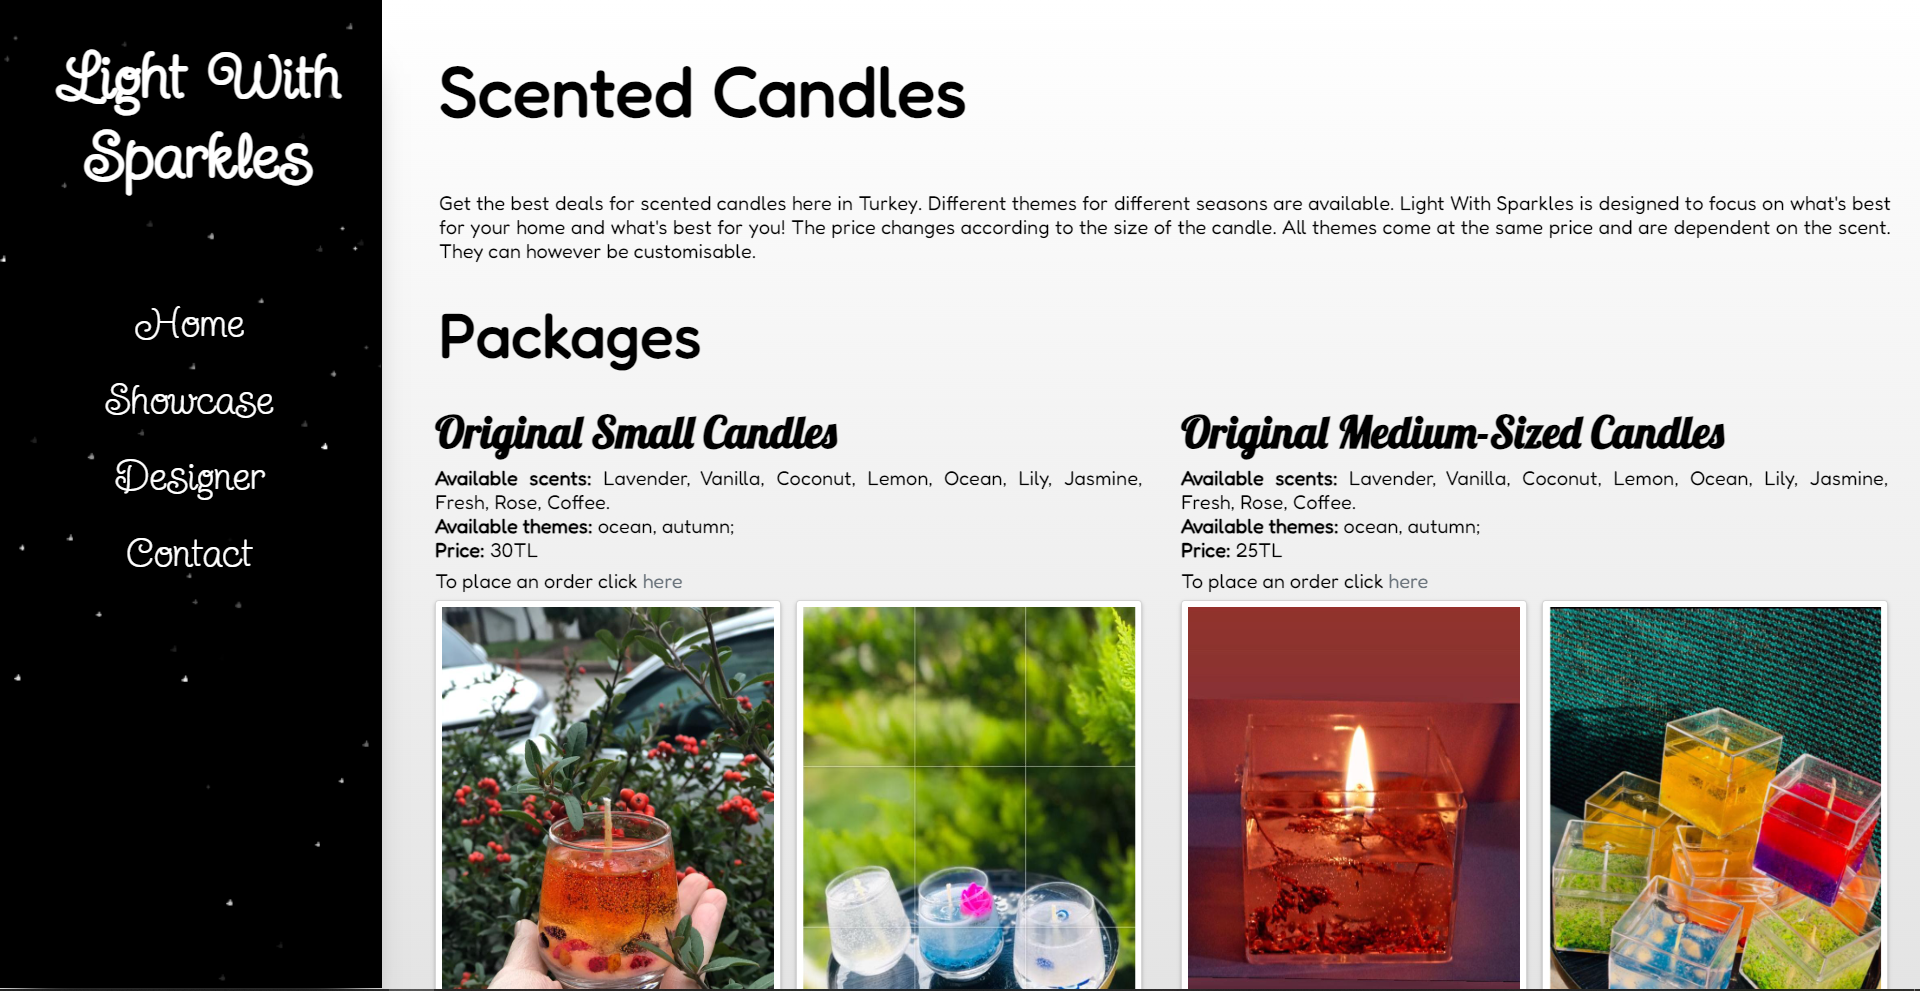 Light With
Sparkles
Home
Showcase
Designer
Contact
Scented Candles
Get the best deals for scented candles here in Turkey. Different themes for different seasons are available. Light With Sparkles is designed to focus on what's best
for your home and what's best for you! The price changes according to the size of the candle. All themes come at the same price and are dependent on the scent.
They can however be customisable.
Packages
Original Small Candles
Available scents: Lavender, Vanilla, Coconut, Lemon, Ocean, Lily, Jasmine,
Fresh, Rose, Coffee.
Available themes: ocean, autumn;
Price: 30TL
To place an order click here
Original Medium-Sized Candles
Available scents: Lavender, Vanilla, Coconut, Lemon, Ocean, Lily, Jasmine,
Fresh, Rose, Coffee.
Available themes: ocean, autumn;
Price: 25TL
To place an order click here